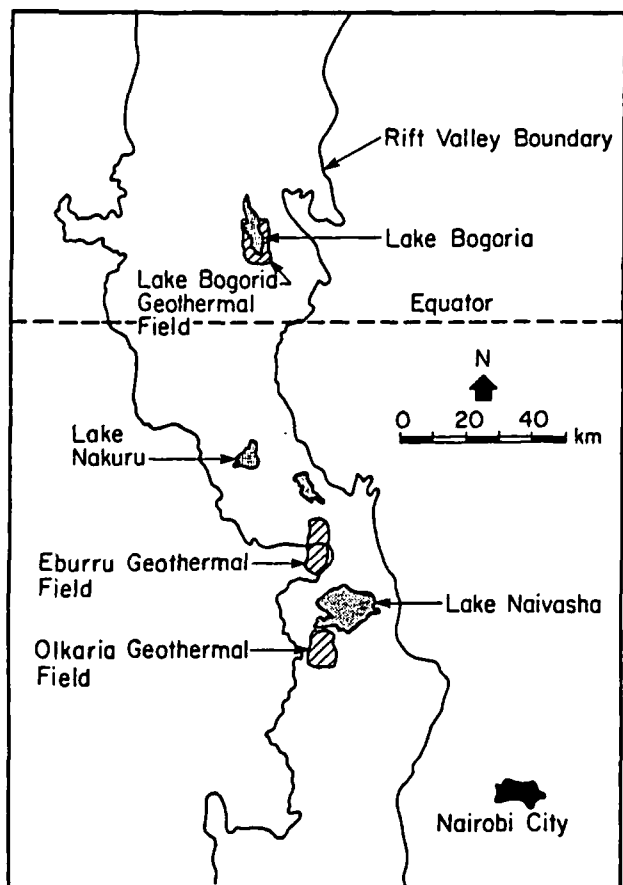 Rift Valley Boundary
Lake Bogoria
Lake Bogoria
Geothermal
Field
Equator
N
0 20 40
km
Lake
Nakuru
Eburru Geothermal
Field
Lake Naivasha
Olkaria Geothermal
Field
Nairobi City